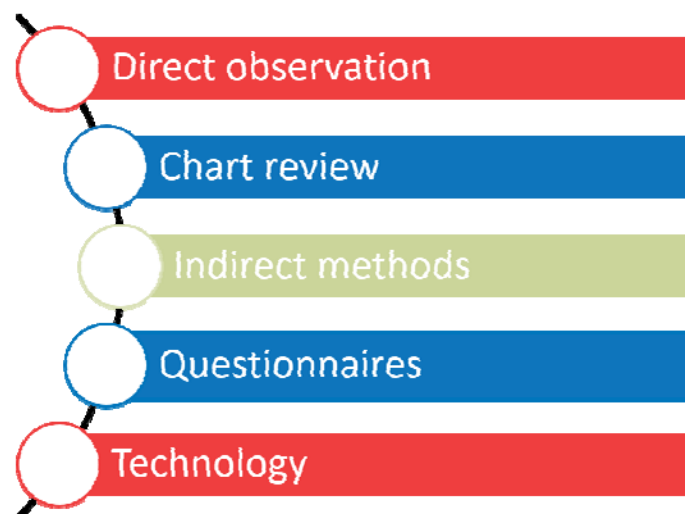 Direct observation
Chart review
Indirect methods
Questionnaires
Technology